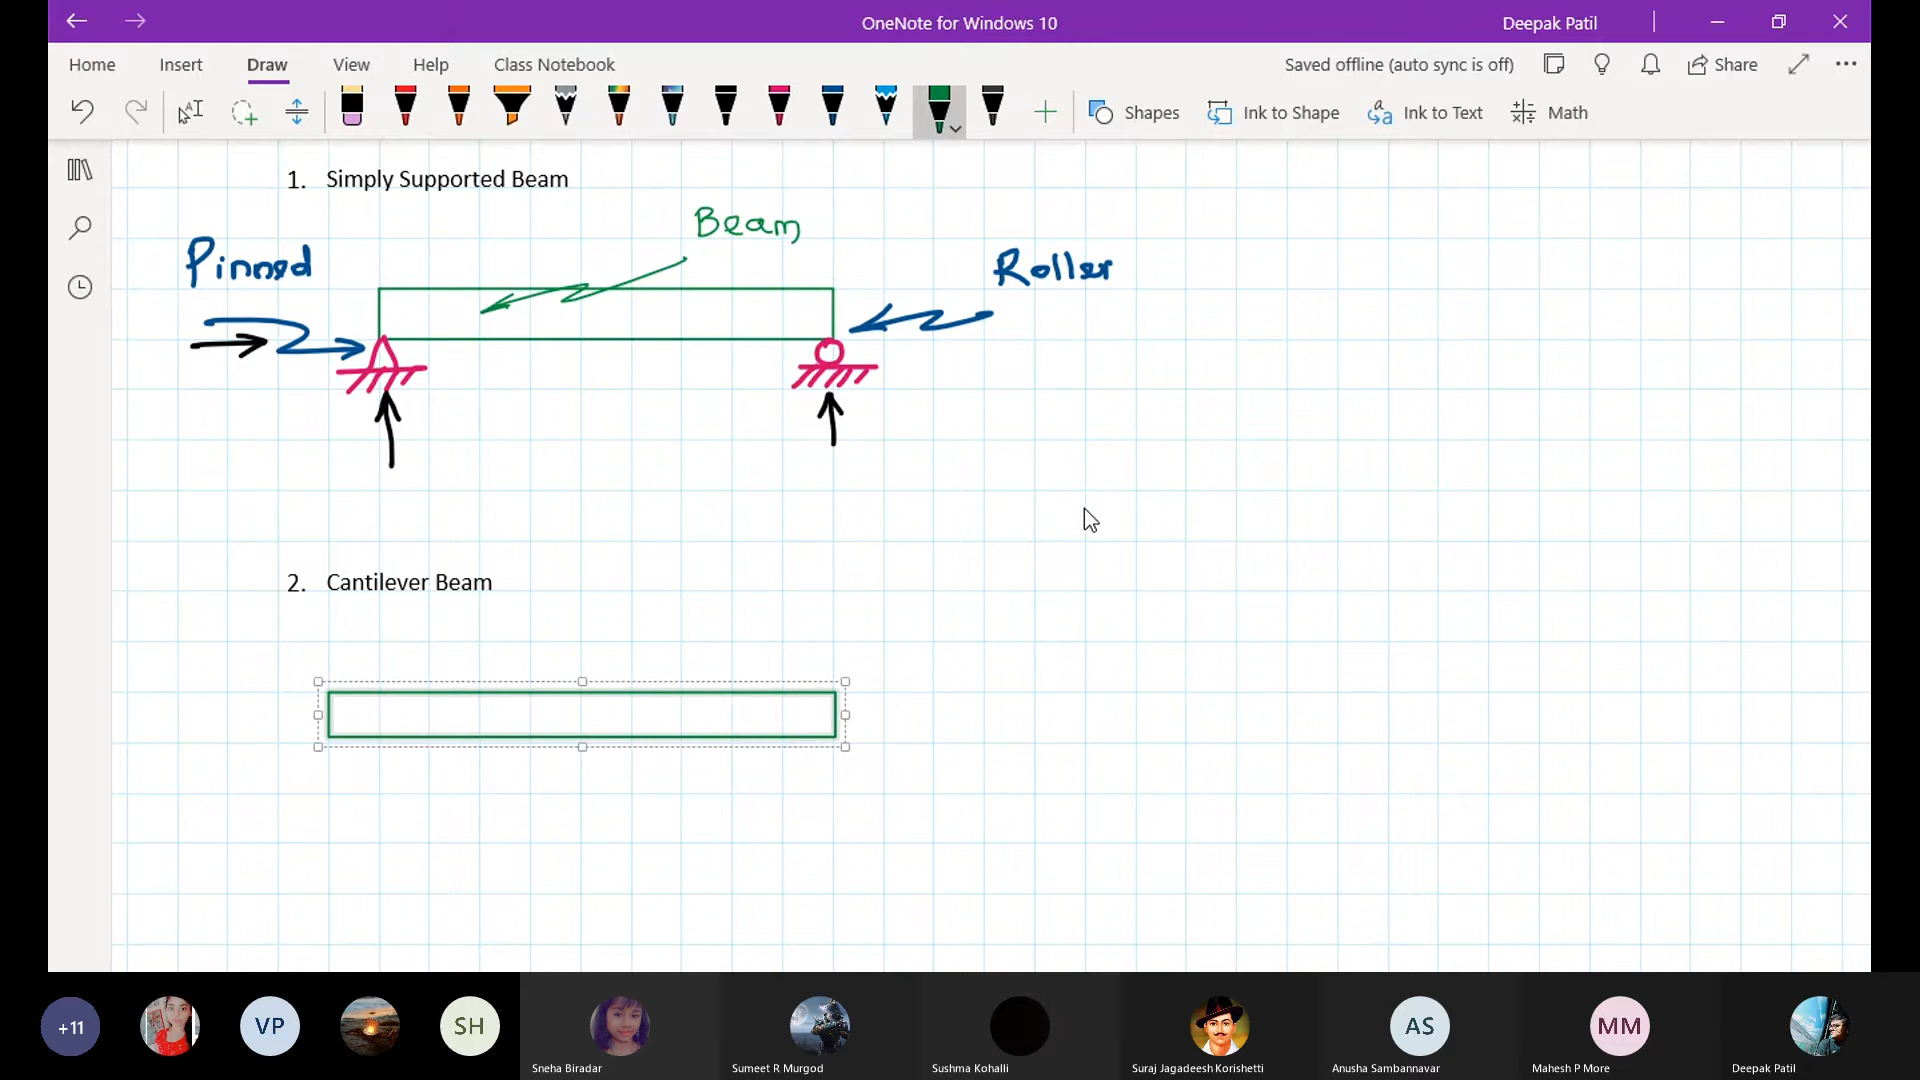 OneNote for Windows 10
Deepak Patil
Home Insert Draw View Help Class Notebook
Saved offline (auto sync is off) Share
Shapes Ink to Shape Ink to Text Math
1. Simply Supported Beam
Beam
Pinned
Roller
2. Cantilever Beam
+11 VP SH AS MM
Sneha Biradar Sumeet R Murgod Sushma Kohalli Suraj Jagadeesh Korishetti Anusha Sambannavar Mahesh P More Deepak Patil